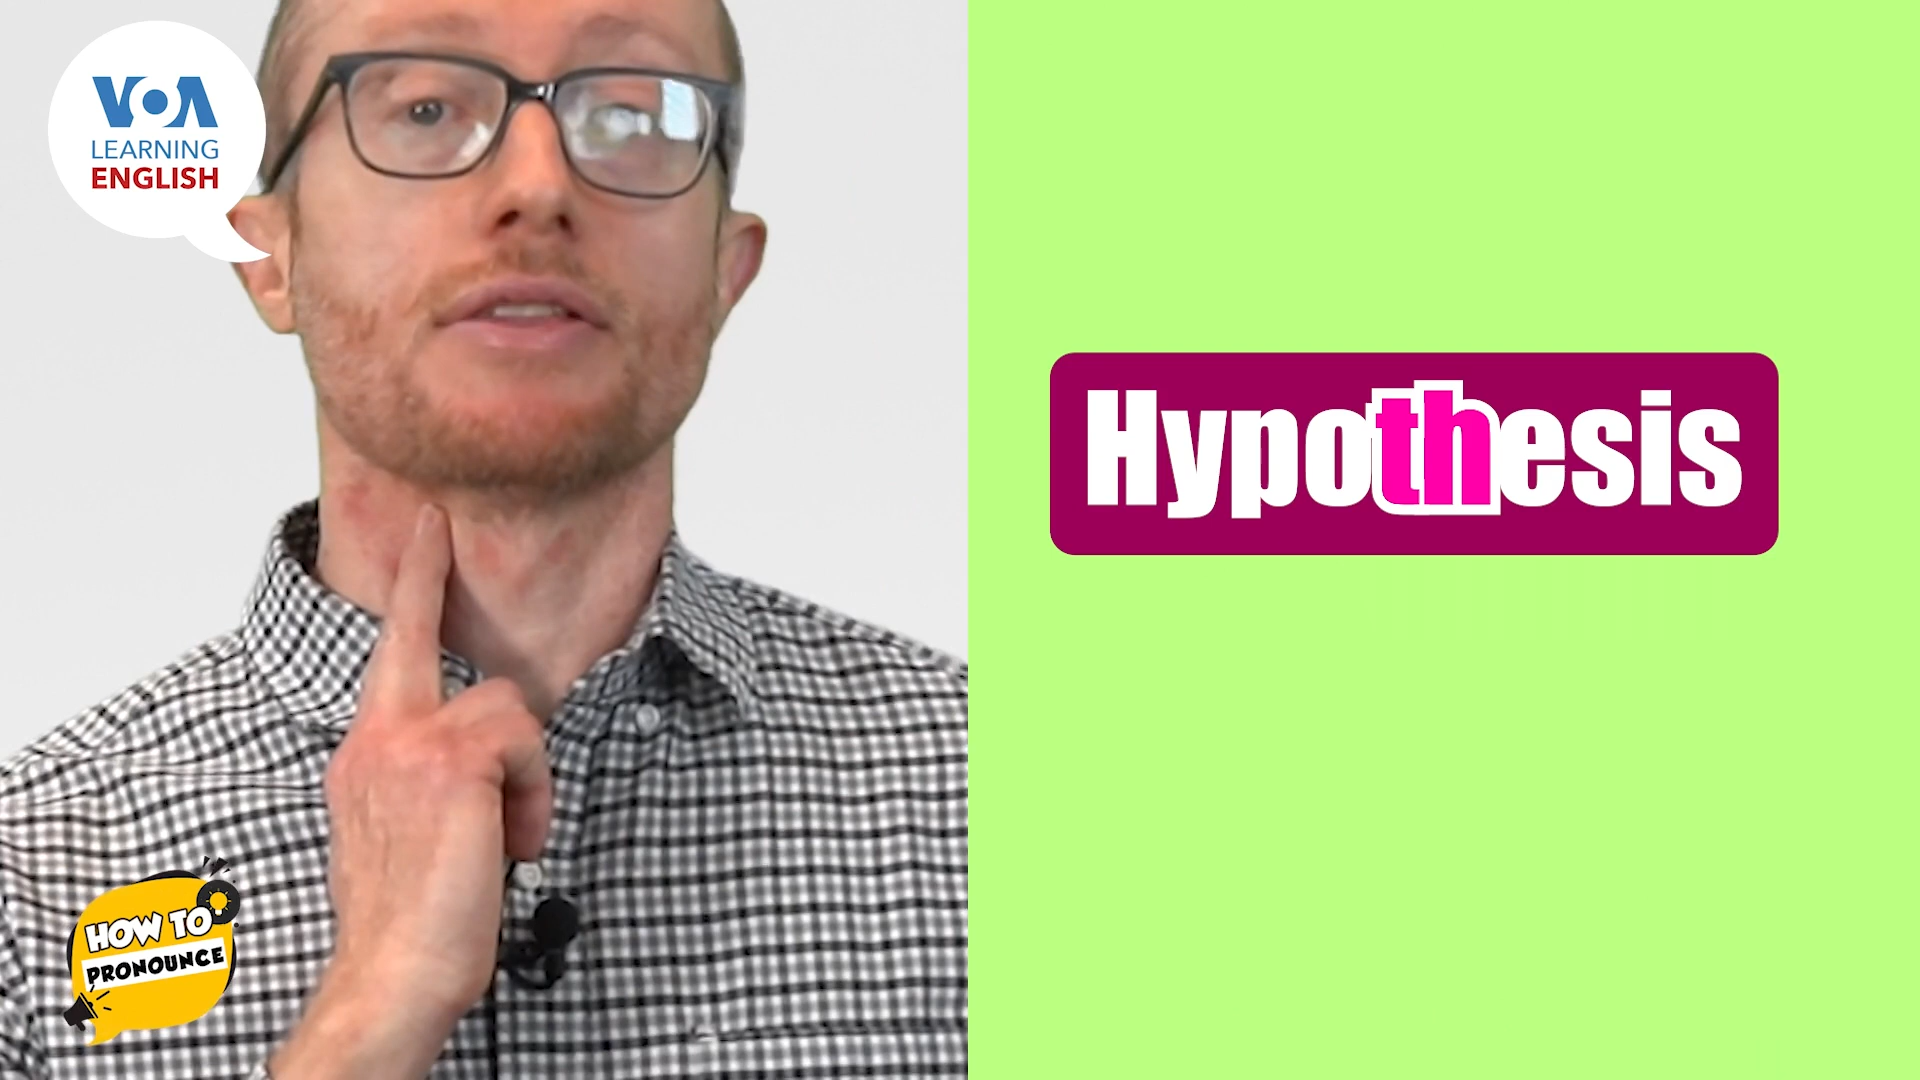 VOA
LEARNING
ENGLISH
Hypothesis
HOW TO
PRONOUNCE